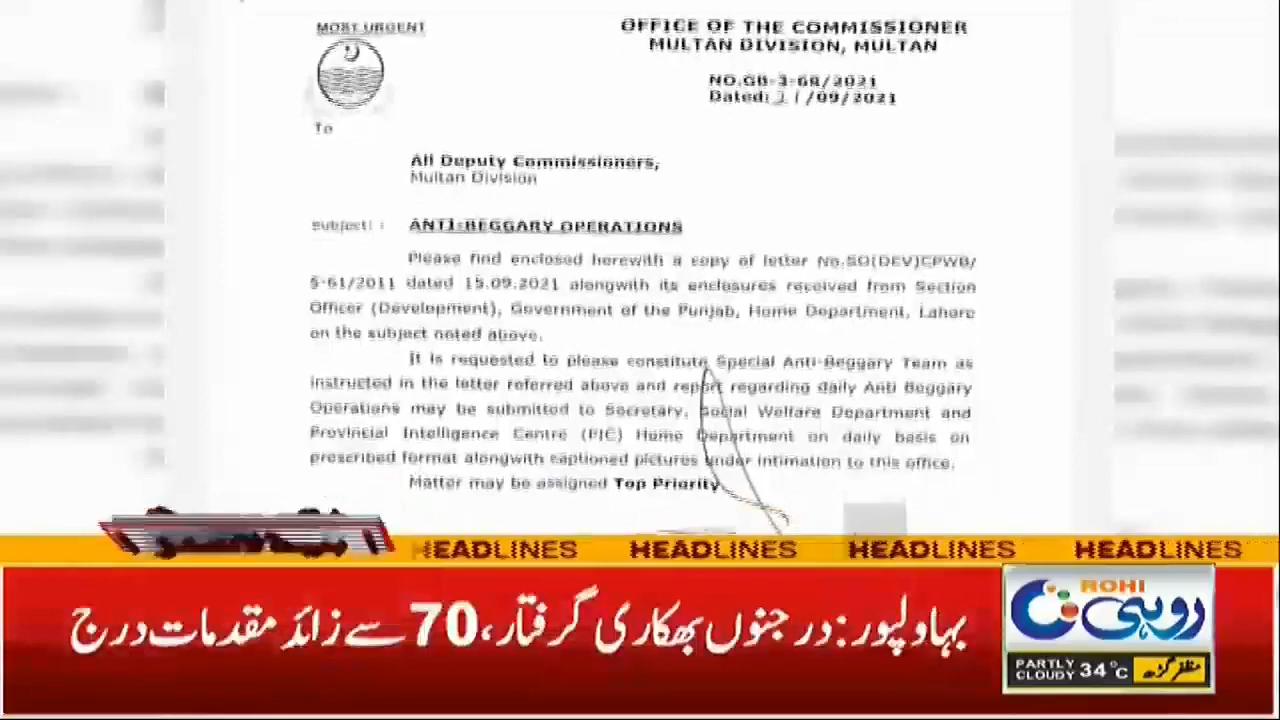 MOST URGENT
OFFICE OF THE COMMISSIONER
MULTAN DIVISION, MULTAN
NO.GB-3-68/2021
Dated: /09/2021
To
All Deputy Commissioners,
Multan Division
Subject:
ANTI-BEGGARY OPERATIONS
Please find enclosed herewith a copy of letter No.SO(DEV)CPWB/
5-61/2011 dated 15.09.2021 alongwith its enclosures received from Section
Officer (Development), Government of the Punjab, Home Department, Lahore
on the subject noted above.
It is requested to please constitute Special Anti-Beggary Team as
instructed in the letter referred above and report regarding daily Anti Beggary
Operations may be submitted to Secretary, Social Welfare Department and
Provincial Intelligence Centre (PIC) Home Department on daily basis on
prescribed format alongwith captioned pictures under intimation to this office.
Matter may be assigned Top Priority
HEADLINES HEADLINES HEADLINES HEADLINES
بہاولپور: درجنوں بھکاری گرفتار، 70 سے زائد مقدمات درج
ROHI
روہی
PARTLY CLOUDY 34°C مظفرگڑھ